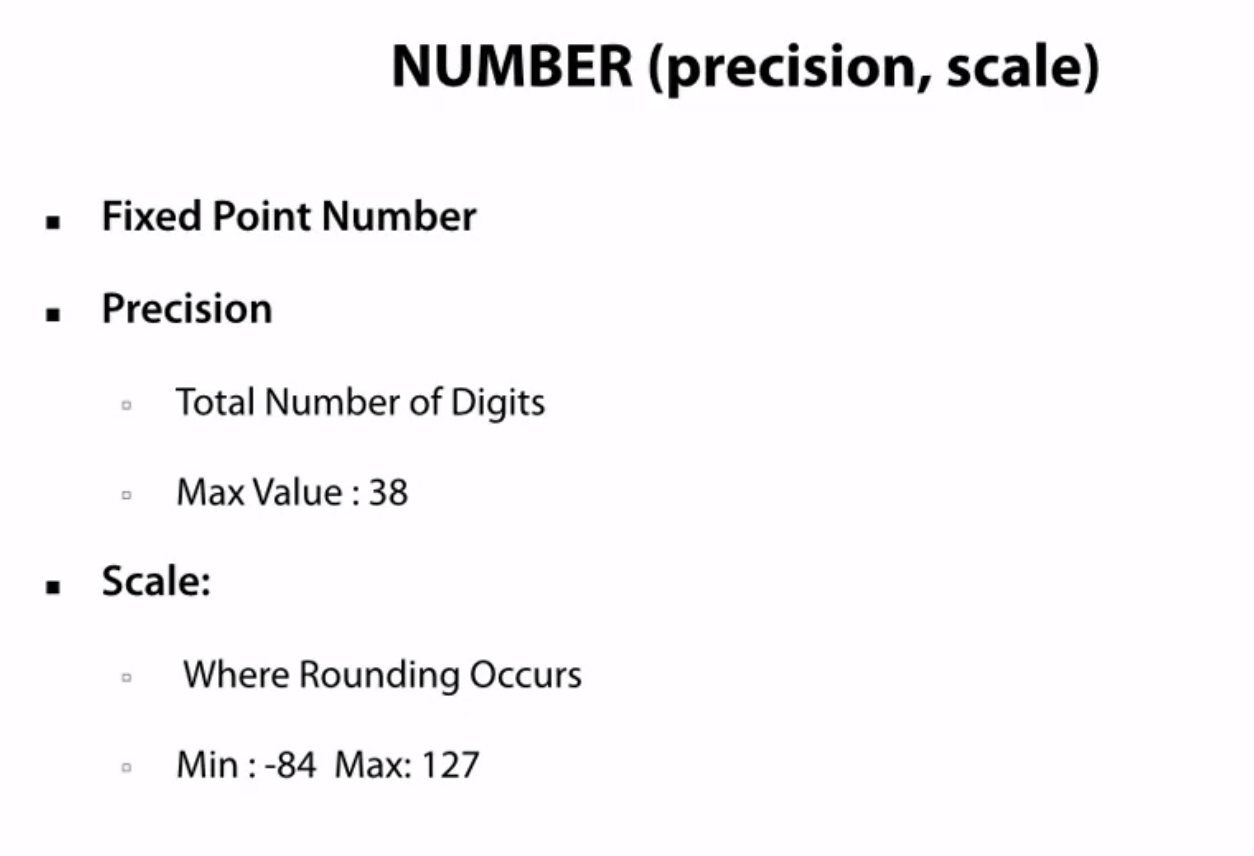 NUMBER (precision, scale)
▪ Fixed Point Number
▪ Precision
▫ Total Number of Digits
▫ Max Value : 38
▪ Scale:
▫ Where Rounding Occurs
▫ Min : -84 Max: 127